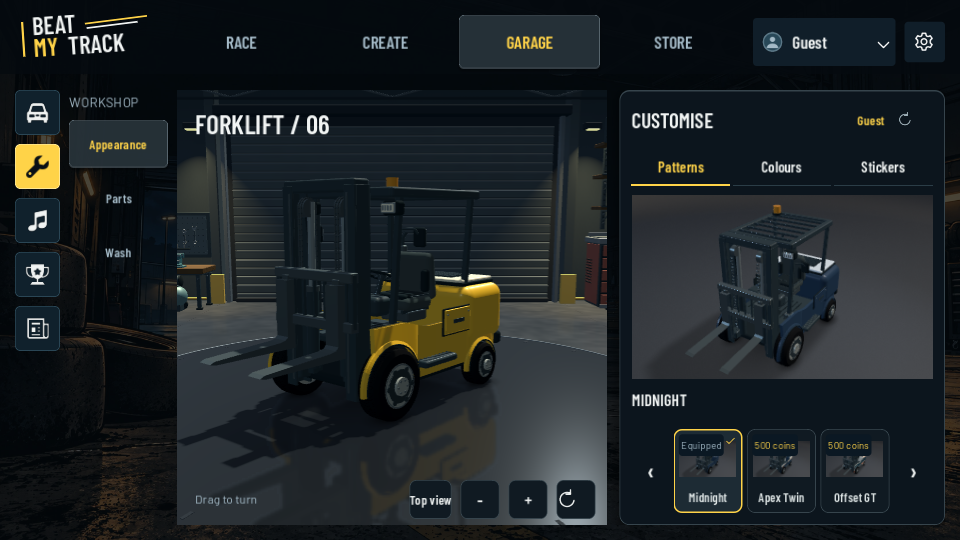 BEAT
MY TRACK
RACE
CREATE
GARAGE
STORE
Guest
WORKSHOP
Appearance
Parts
Wash
FORKLIFT / 06
Drag to turn
Top view
-
+
CUSTOMISE
Guest
Patterns
Colours
Stickers
MIDNIGHT
‹
Equipped
Midnight
500 coins
Apex Twin
500 coins
Offset GT
›